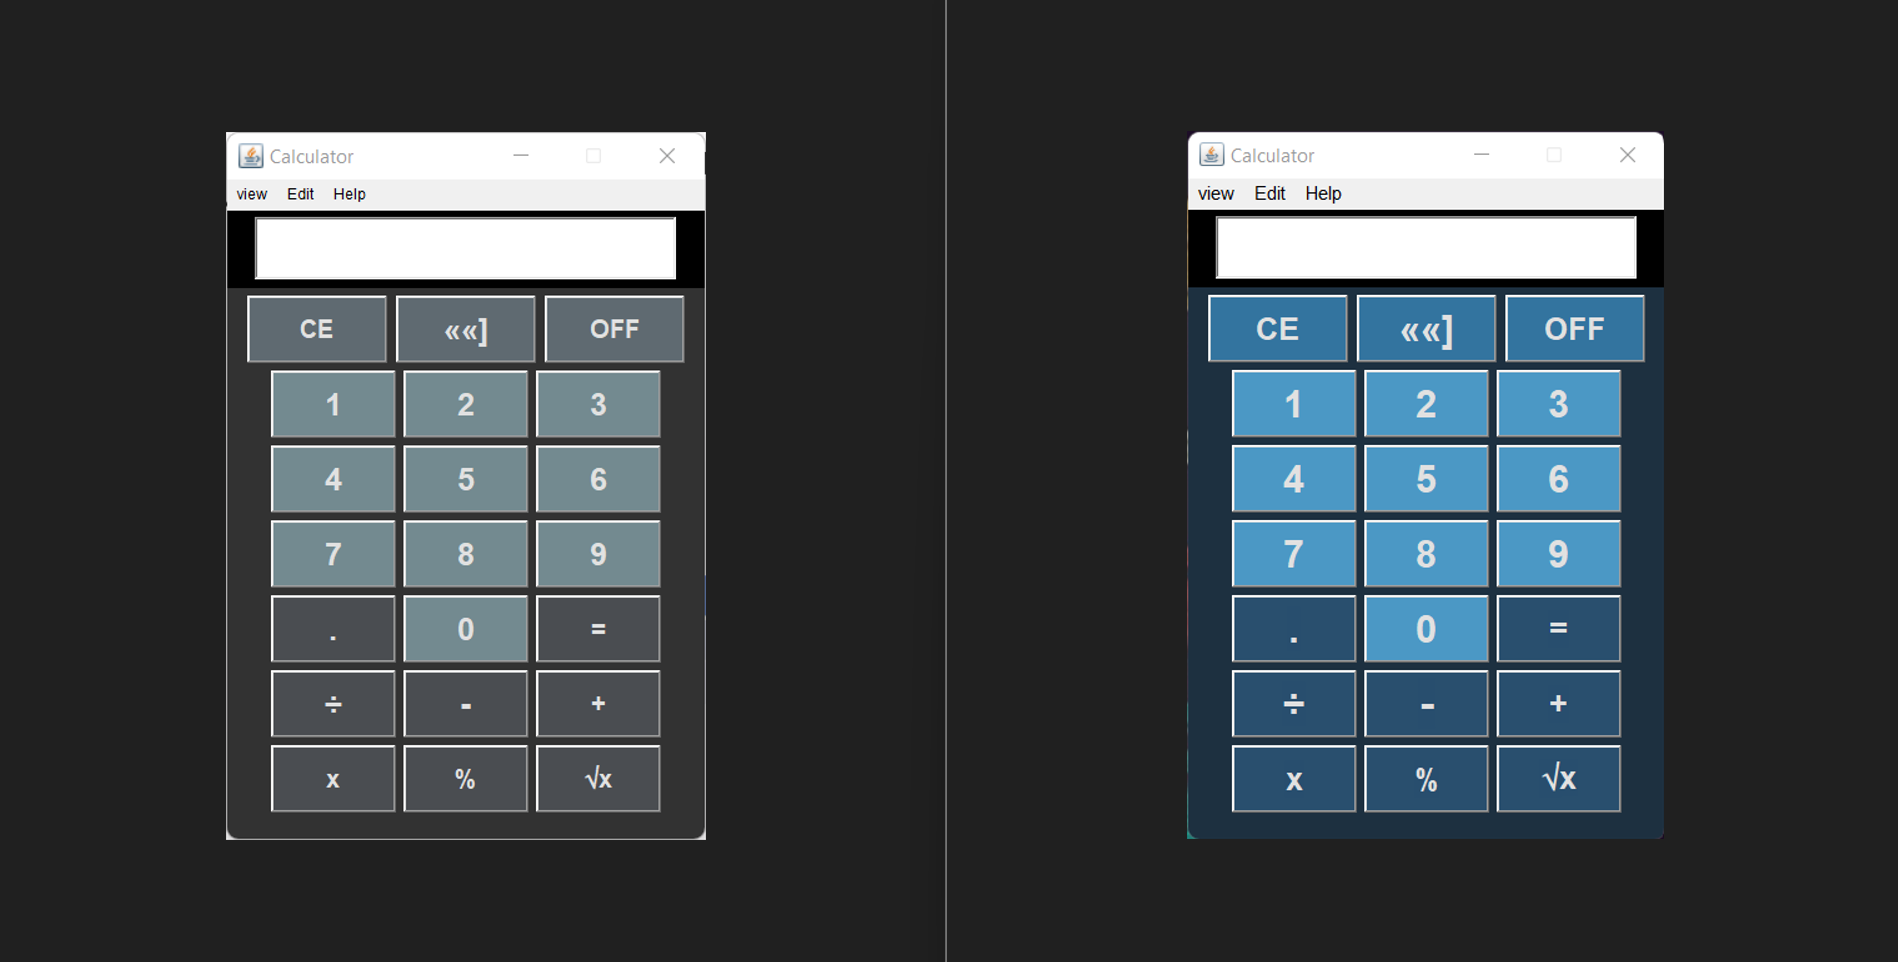 Calculator
view Edit Help
CE ««] OFF
1 2 3
4 5 6
7 8 9
. 0 =
÷ - +
x % √x
Calculator
view Edit Help
CE ««] OFF
1 2 3
4 5 6
7 8 9
. 0 =
÷ - +
x % √x